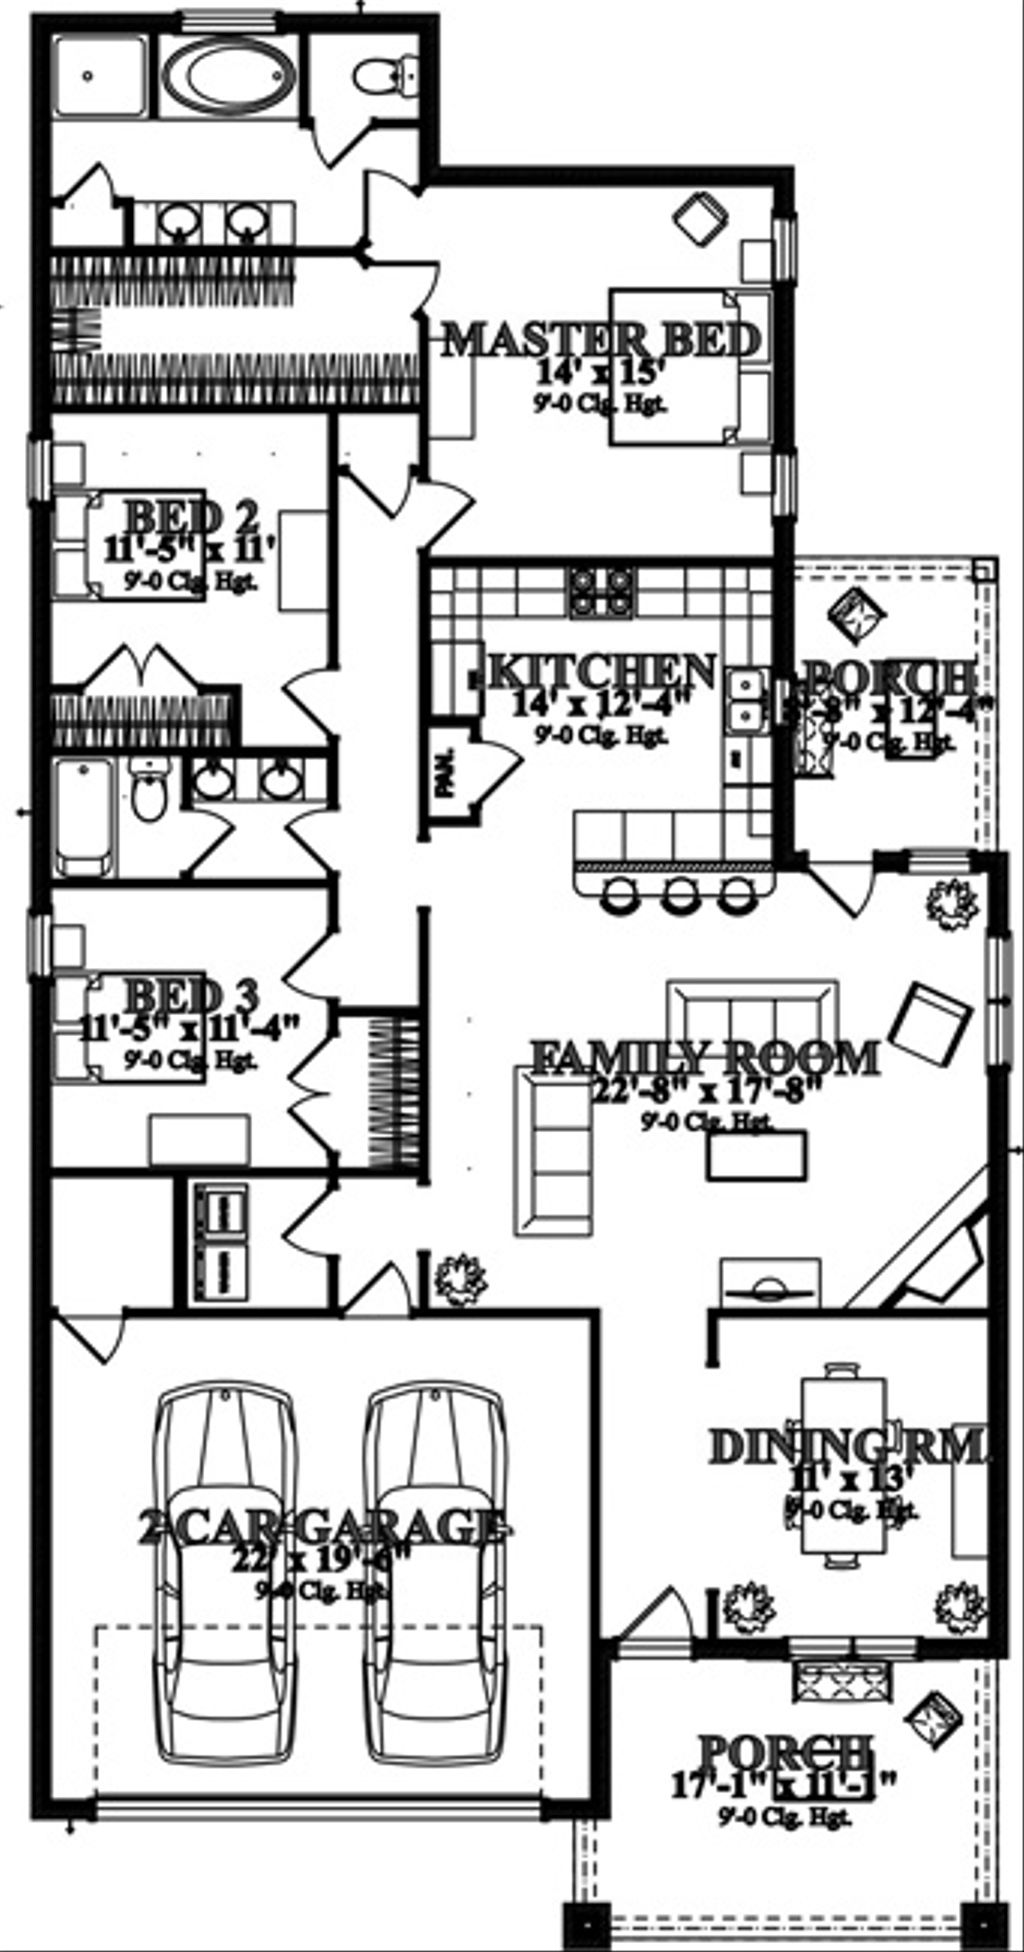 MASTER BED
14' x 15'
9'-0 Clg. Hgt.
BED 2
11'-5" x 11'
9'-0 Clg. Hgt.
KITCHEN
14' x 12'-4"
9'-0 Clg. Hgt.
PORCH
8'-8" x 12'-4"
9'-0 Clg. Hgt.
PAN.
BED 3
11'-5" x 11'-4"
9'-0 Clg. Hgt.
FAMILY ROOM
22'-8" x 17'-8"
9'-0 Clg. Hgt.
DINING RM.
11' x 13'
9'-0 Clg. Hgt.
2 CAR GARAGE
22' x 19'-6"
9'-0 Clg. Hgt.
PORCH
17'-1" x 11'-1"
9'-0 Clg. Hgt.